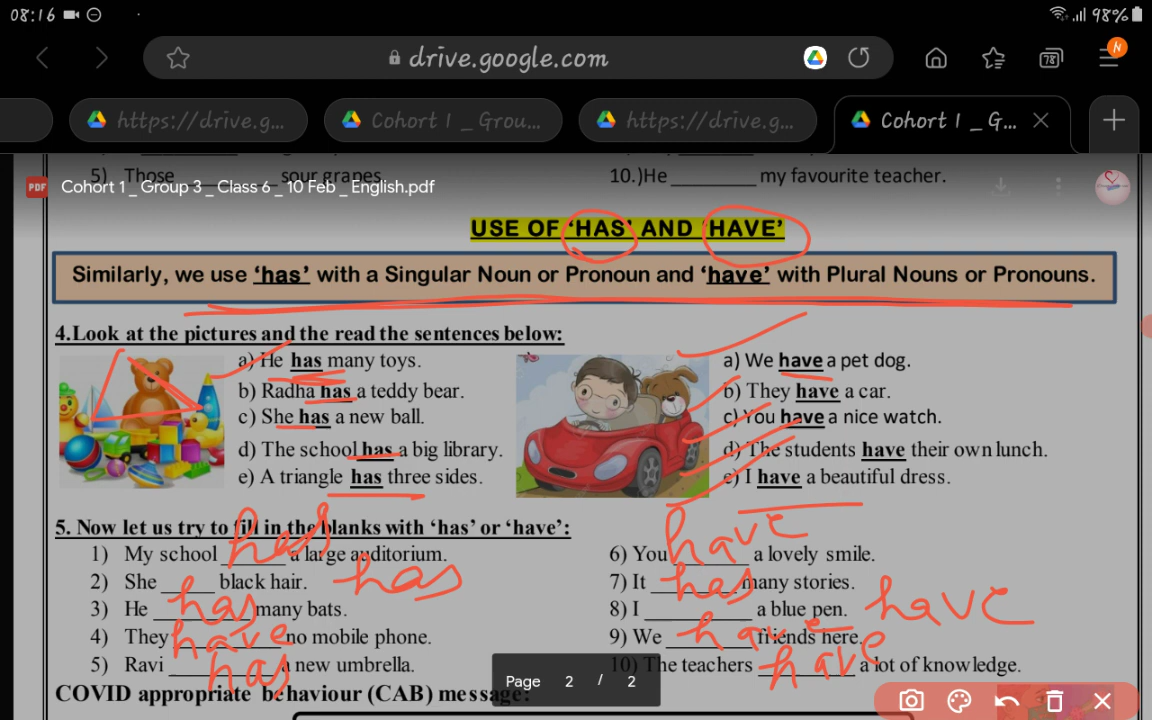 08:16 98%
drive.google.com 78 N
https://drive.g... Cohort 1 _ Grou... https://drive.g... Cohort 1 _ G...
5) Those ________ sour grapes. 10.)He ________ my favourite teacher.
PDF Cohort 1 _ Group 3 _ Class 6 _ 10 Feb _ English.pdf
USE OF ‘HAS’ AND ‘HAVE’
Similarly, we use ‘has’ with a Singular Noun or Pronoun and ‘have’ with Plural Nouns or Pronouns.
4.Look at the pictures and the read the sentences below:
a) He has many toys.
b) Radha has a teddy bear.
c) She has a new ball.
d) The school has a big library.
e) A triangle has three sides.
a) We have a pet dog.
b) They have a car.
c) You have a nice watch.
d) The students have their own lunch.
e) I have a beautiful dress.
5. Now let us try to fill in the blanks with ‘has’ or ‘have’:
1) My school has a large auditorium.
2) She _____ black hair. has
3) He has many bats.
4) They have no mobile phone.
5) Ravi has a new umbrella.
6) You have a lovely smile.
7) It has many stories.
8) I ________ a blue pen. have
9) We have friends here.
10) The teachers have a lot of knowledge.
Page 2 / 2
COVID appropriate behaviour (CAB) message: